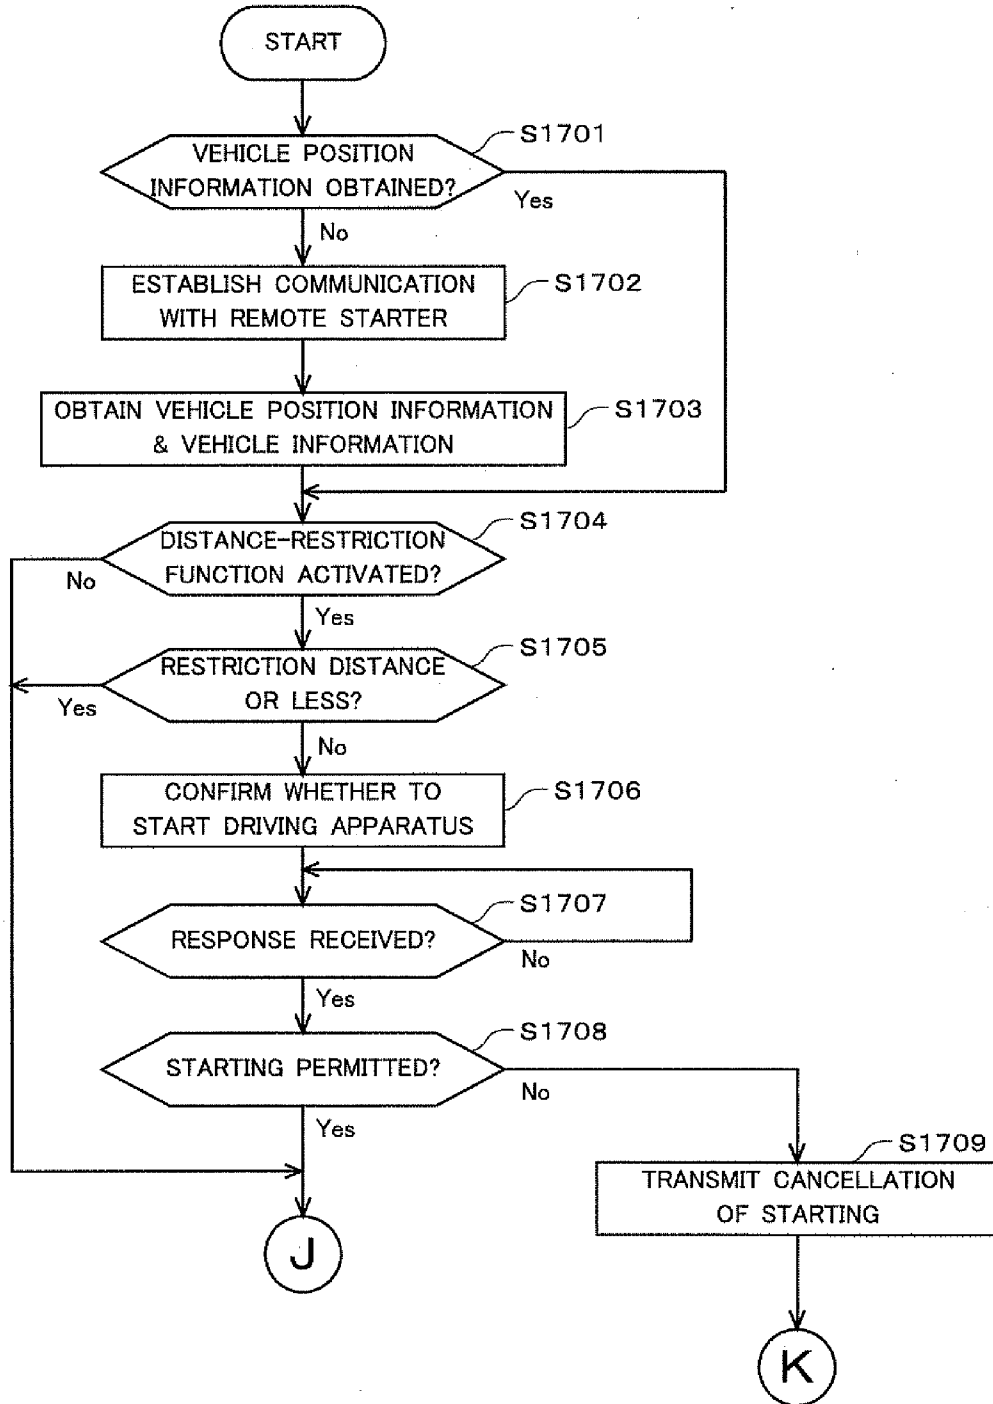 START
S1701
VEHICLE POSITION
INFORMATION OBTAINED?
Yes
No
ESTABLISH COMMUNICATION
WITH REMOTE STARTER
S1702
OBTAIN VEHICLE POSITION INFORMATION
& VEHICLE INFORMATION
S1703
S1704
DISTANCE-RESTRICTION
FUNCTION ACTIVATED?
No
Yes
S1705
RESTRICTION DISTANCE
OR LESS?
Yes
No
CONFIRM WHETHER TO
START DRIVING APPARATUS
S1706
S1707
RESPONSE RECEIVED?
No
Yes
S1708
STARTING PERMITTED?
No
Yes
S1709
TRANSMIT CANCELLATION
OF STARTING
J
K